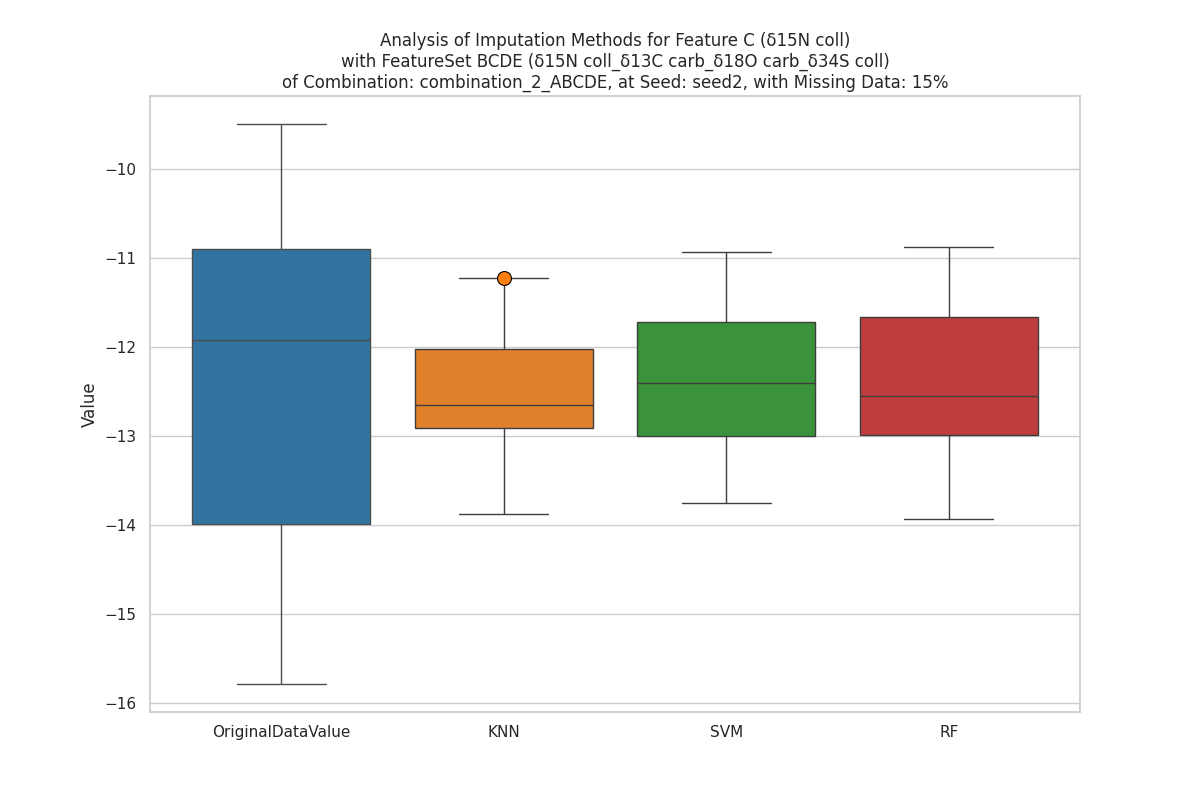 Analysis of Imputation Methods for Feature C (δ15N coll)
with FeatureSet BCDE (δ15N coll_δ13C carb_δ18O carb_δ34S coll)
of Combination: combination_2_ABCDE, at Seed: seed2, with Missing Data: 15%
Value
−10
−11
−12
−13
−14
−15
−16
OriginalDataValue
KNN
SVM
RF